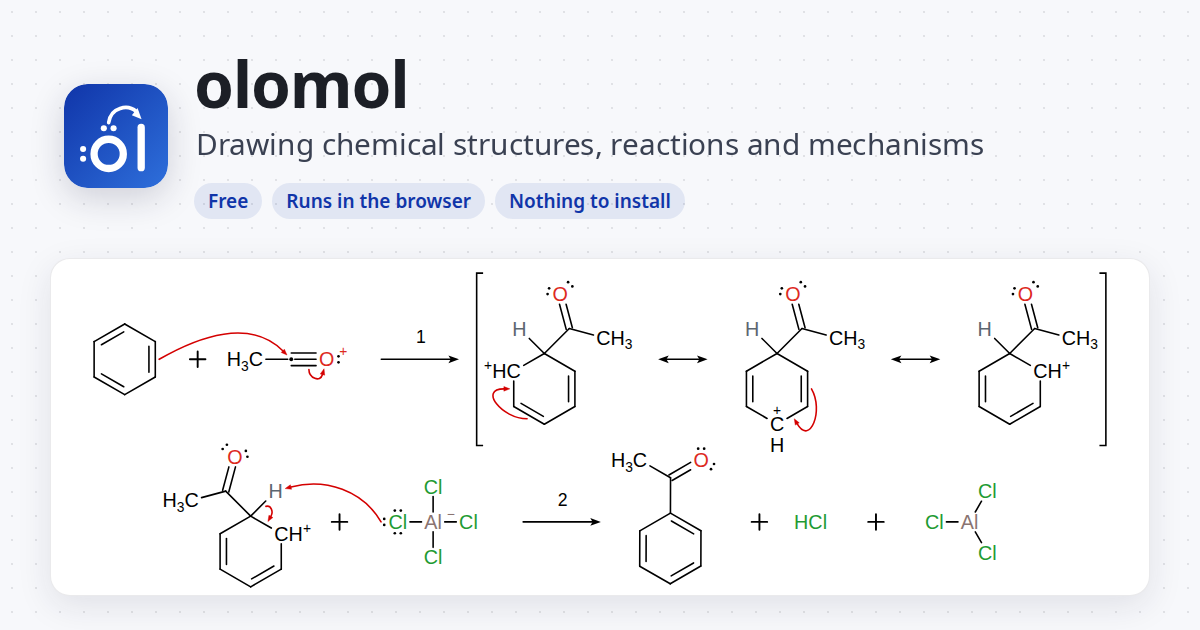 olomol
öl
Drawing chemical structures, reactions and mechanisms
Free Runs in the browser Nothing to install
O O O
H CH₃ H CH₃ H CH₃
H₃C O + + 1 +HC CH+
+ C
H
O H₃C O
H₃C H Cl Cl
CH+ + Cl Al − Cl 2 + HCl + Cl Al
Cl Cl